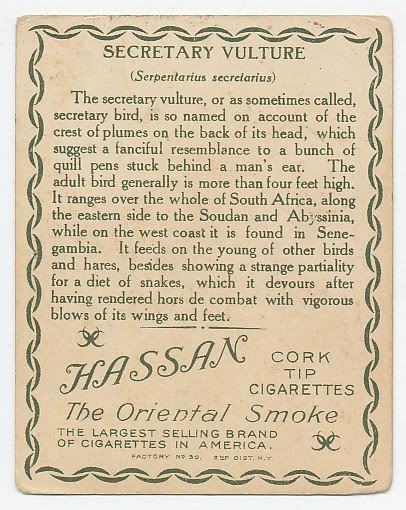 SECRETARY VULTURE
(Serpentarius secretarius)
The secretary vulture, or as sometimes called,
secretary bird, is so named on account of the
crest of plumes on the back of its head, which
suggest a fanciful resemblance to a bunch of
quill pens stuck behind a man's ear. The
adult bird generally is more than four feet high.
It ranges over the whole of South Africa, along
the eastern side to the Soudan and Abyssinia,
while on the west coast it is found in Sene-
gambia. It feeds on the young of other birds
and hares, besides showing a strange partiality
for a diet of snakes, which it devours after
having rendered hors de combat with vigorous
blows of its wings and feet.
HASSAN
CORK
TIP
CIGARETTES
The Oriental Smoke
THE LARGEST SELLING BRAND
OF CIGARETTES IN AMERICA.
FACTORY No 30. 2ND DIST. N.Y.